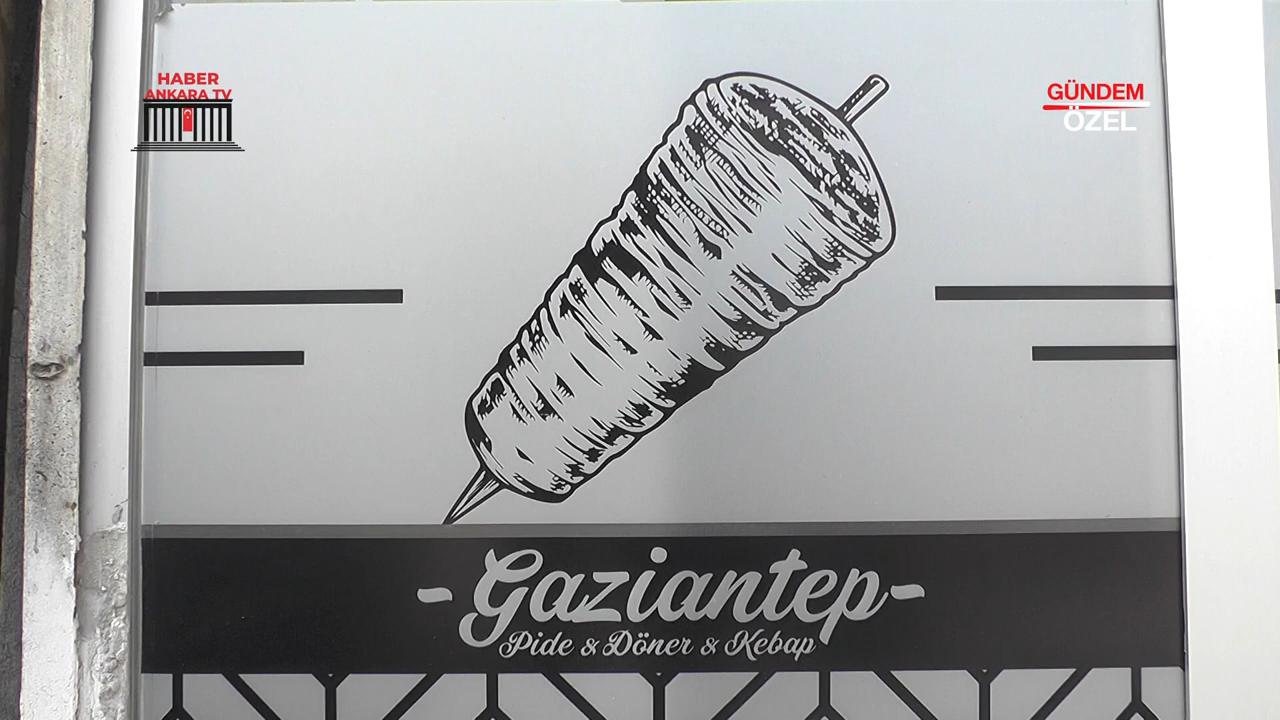 HABER
ANKARA TV
GÜNDEM
ÖZEL
-Gaziantep-
Pide & Döner & Kebap